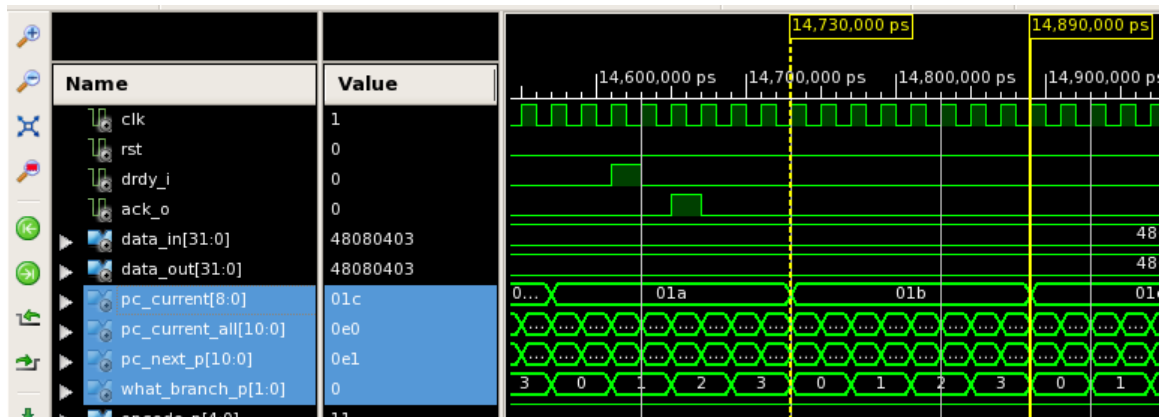 14,730,000 ps 14,890,000 ps
Name Value
14,600,000 ps 14,700,000 ps 14,800,000 ps 14,900,000 ps
clk 1
rst 0
drdy_i 0
ack_o 0
data_in[31:0] 48080403 48
data_out[31:0] 48080403 48
pc_current[8:0] 01c 0... 01a 01b 01
pc_current_all[10:0] 0e0 ... ... ... ... ... ... ... ... ... ... ...
pc_next_p[10:0] 0e1 ... ... ... ... ... ... ... ... ... ... ...
what_branch_p[1:0] 0 3 0 1 2 3 0 1 2 3 0 1